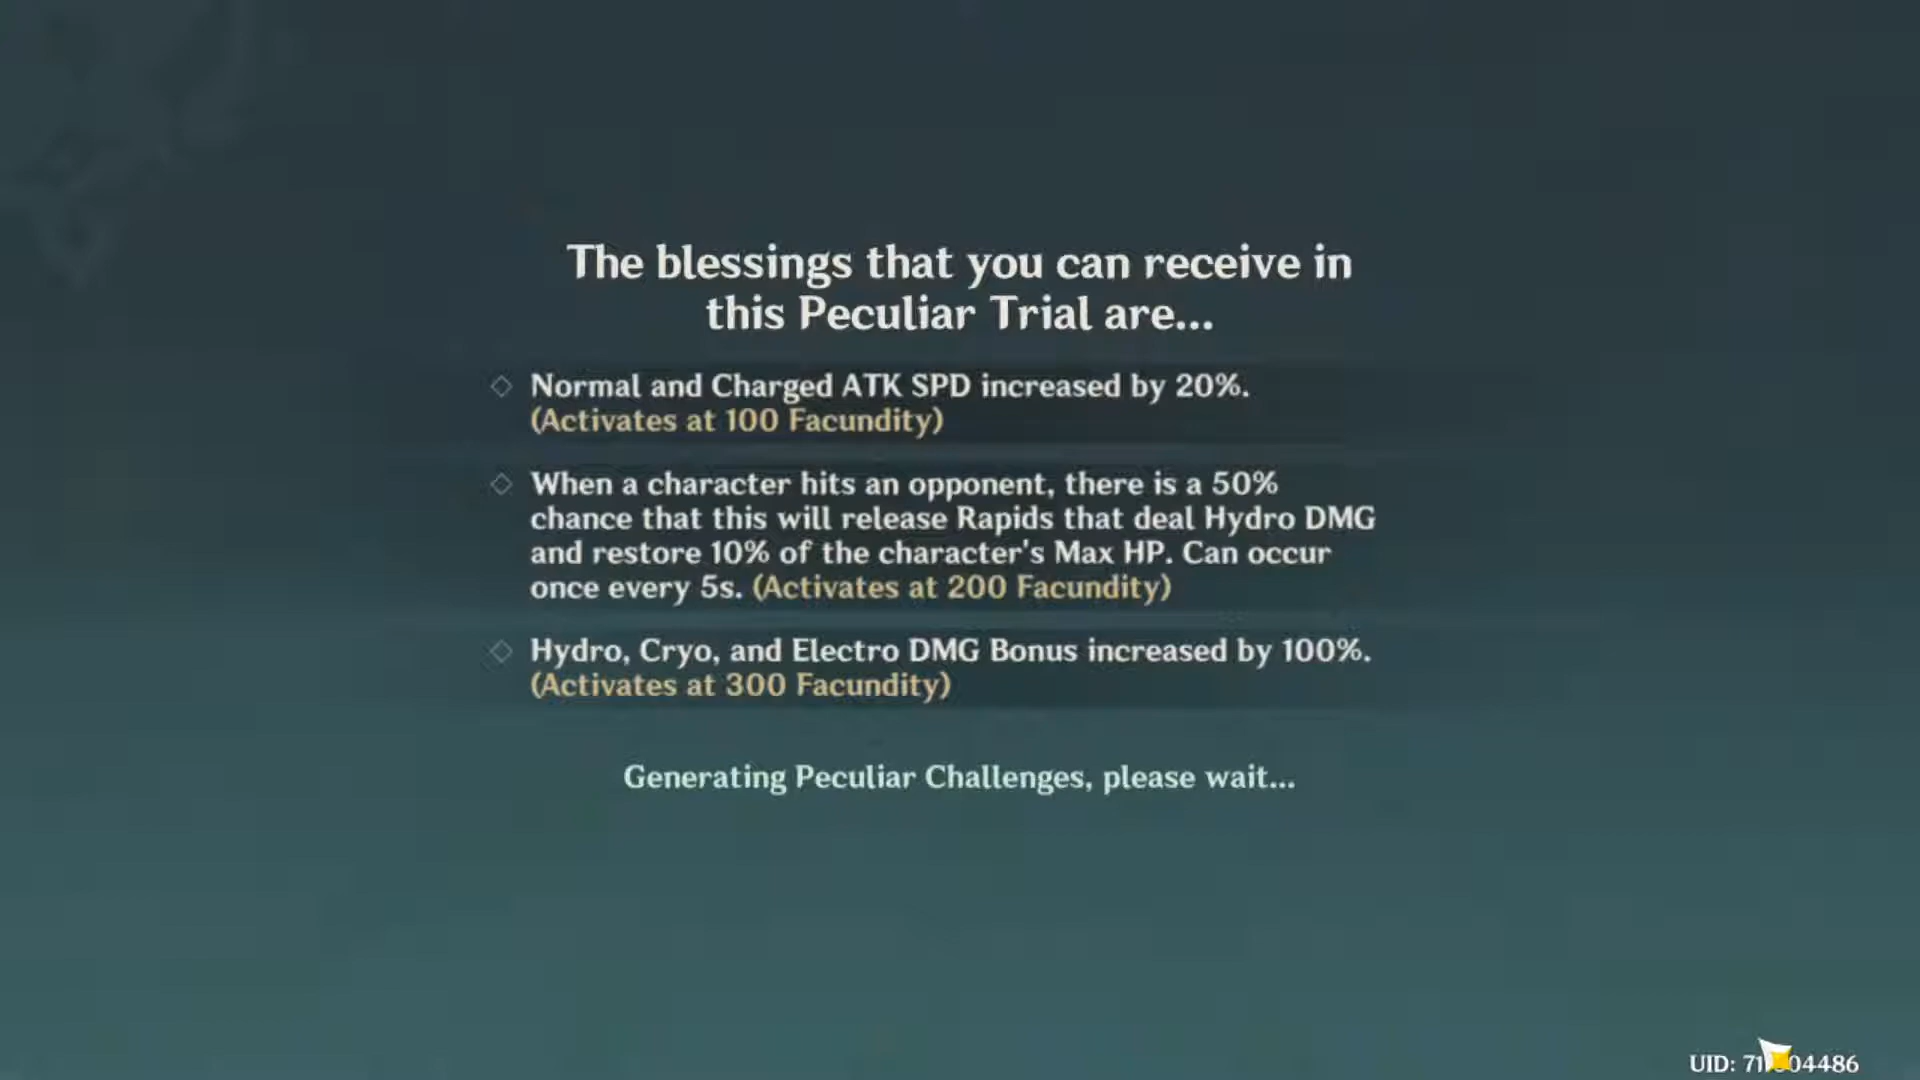 The blessings that you can receive in
this Peculiar Trial are...
Normal and Charged ATK SPD increased by 20%.
(Activates at 100 Facundity)
When a character hits an opponent, there is a 50%
chance that this will release Rapids that deal Hydro DMG
and restore 10% of the character's Max HP. Can occur
once every 5s. (Activates at 200 Facundity)
Hydro, Cryo, and Electro DMG Bonus increased by 100%.
(Activates at 300 Facundity)
Generating Peculiar Challenges, please wait...
UID: